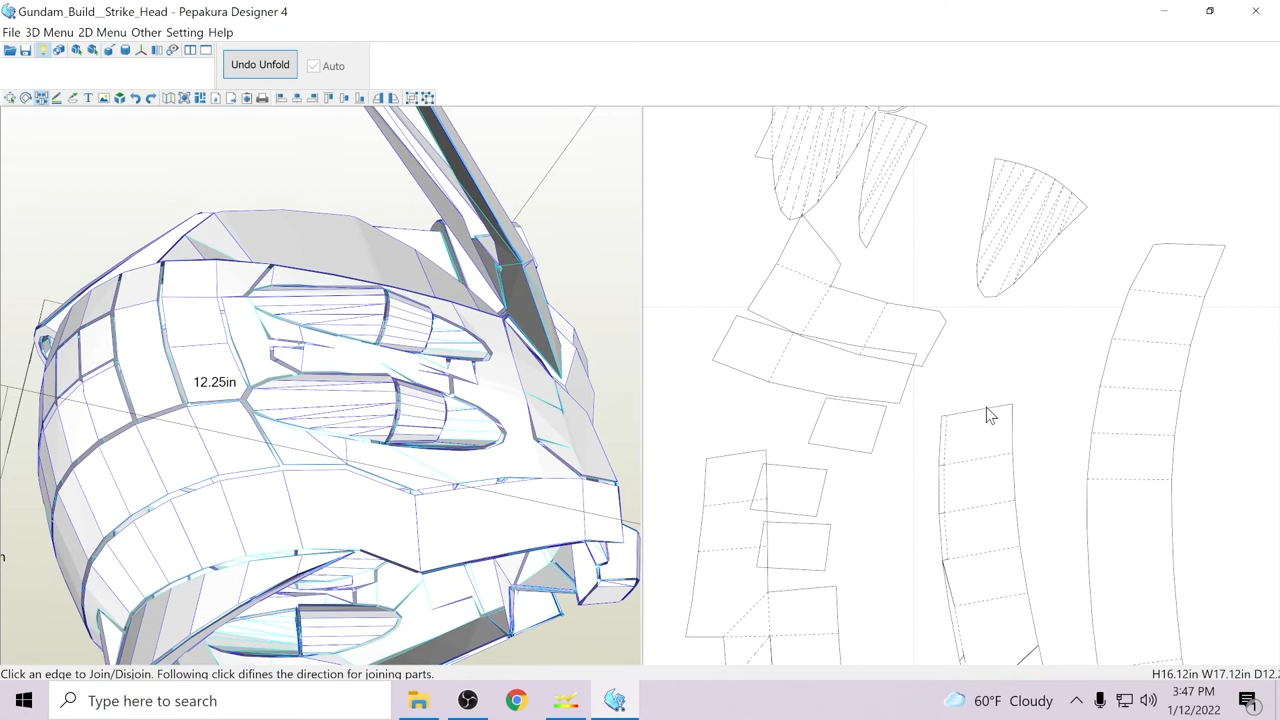 Gundam_Build__Strike_Head - Pepakura Designer 4
File 3D Menu 2D Menu Other Setting Help
Undo Unfold
Auto
12.25in
n
Click an edge to Join/Disjoin. Following click difines the direction for joining parts.
H16.12in W17.12in D12.2
Type here to search
60°F Cloudy
3:47 PM
1/12/2022
1